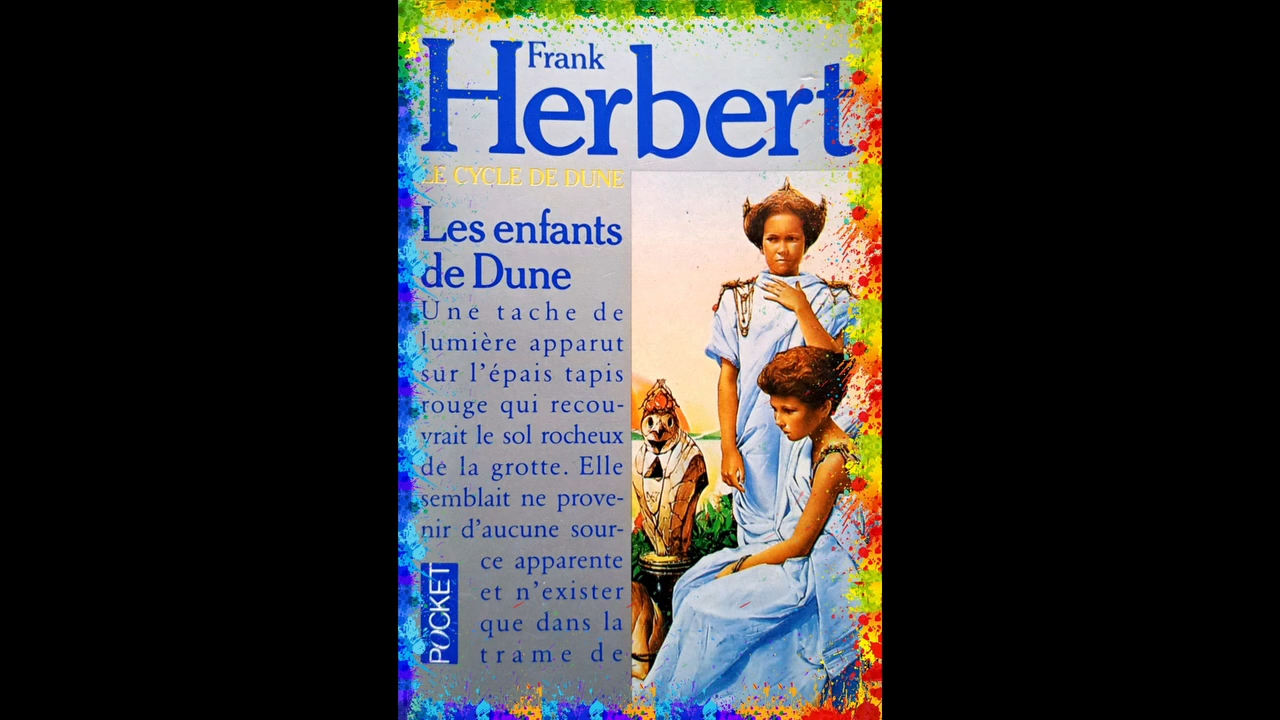 Frank
Herbert
LE CYCLE DE DUNE
Les enfants
de Dune
Une tache de
lumière apparut
sur l'épais tapis
rouge qui recou-
vrait le sol rocheux
de la grotte. Elle
semblait ne prove-
nir d'aucune sour-
ce apparente
et n'exister
que dans la
trame de
POCKET